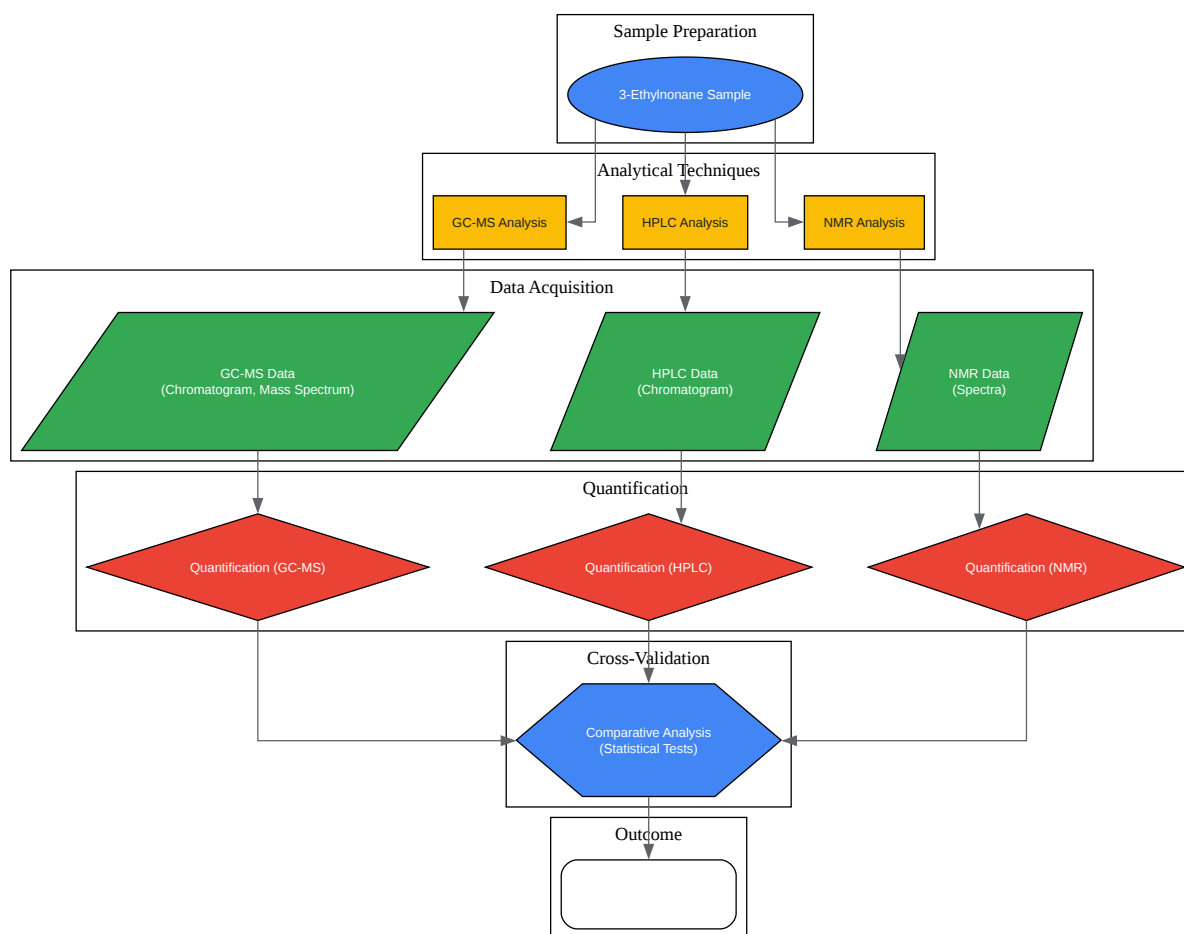 Sample Preparation
3-Ethylnonane Sample
Analytical Techniques
GC-MS Analysis
HPLC Analysis
NMR Analysis
Data Acquisition
GC-MS Data
(Chromatogram, Mass Spectrum)
HPLC Data
(Chromatogram)
NMR Data
(Spectra)
Quantification
Quantification (GC-MS)
Quantification (HPLC)
Quantification (NMR)
Cross-Validation
Comparative Analysis
(Statistical Tests)
Outcome